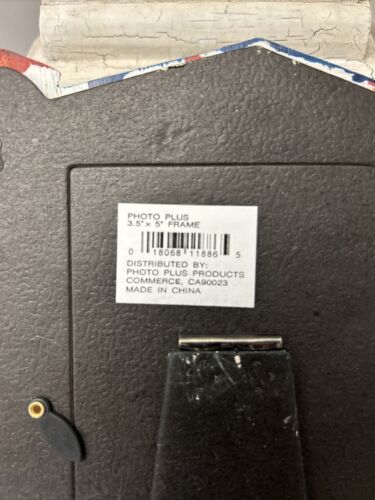 PHOTO PLUS
3.5" x 5" FRAME
0 18068 11886 5
DISTRIBUTED BY:
PHOTO PLUS PRODUCTS
COMMERCE, CA90023
MADE IN CHINA